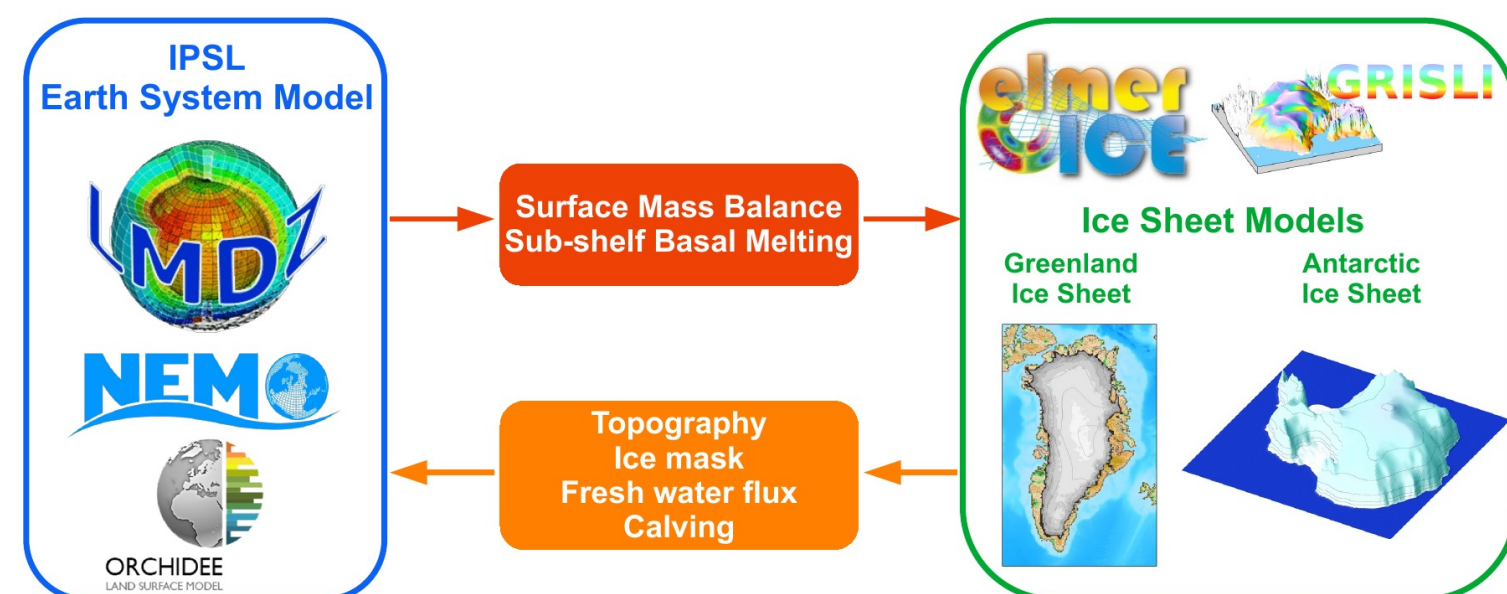 IPSL
Earth System Model
LMDZ
NEMO
ORCHIDEE
LAND SURFACE MODEL
Surface Mass Balance
Sub-shelf Basal Melting
Topography
Ice mask
Fresh water flux
Calving
elmer
ICE
GRISLI
Ice Sheet Models
Greenland
Ice Sheet
Antarctic
Ice Sheet